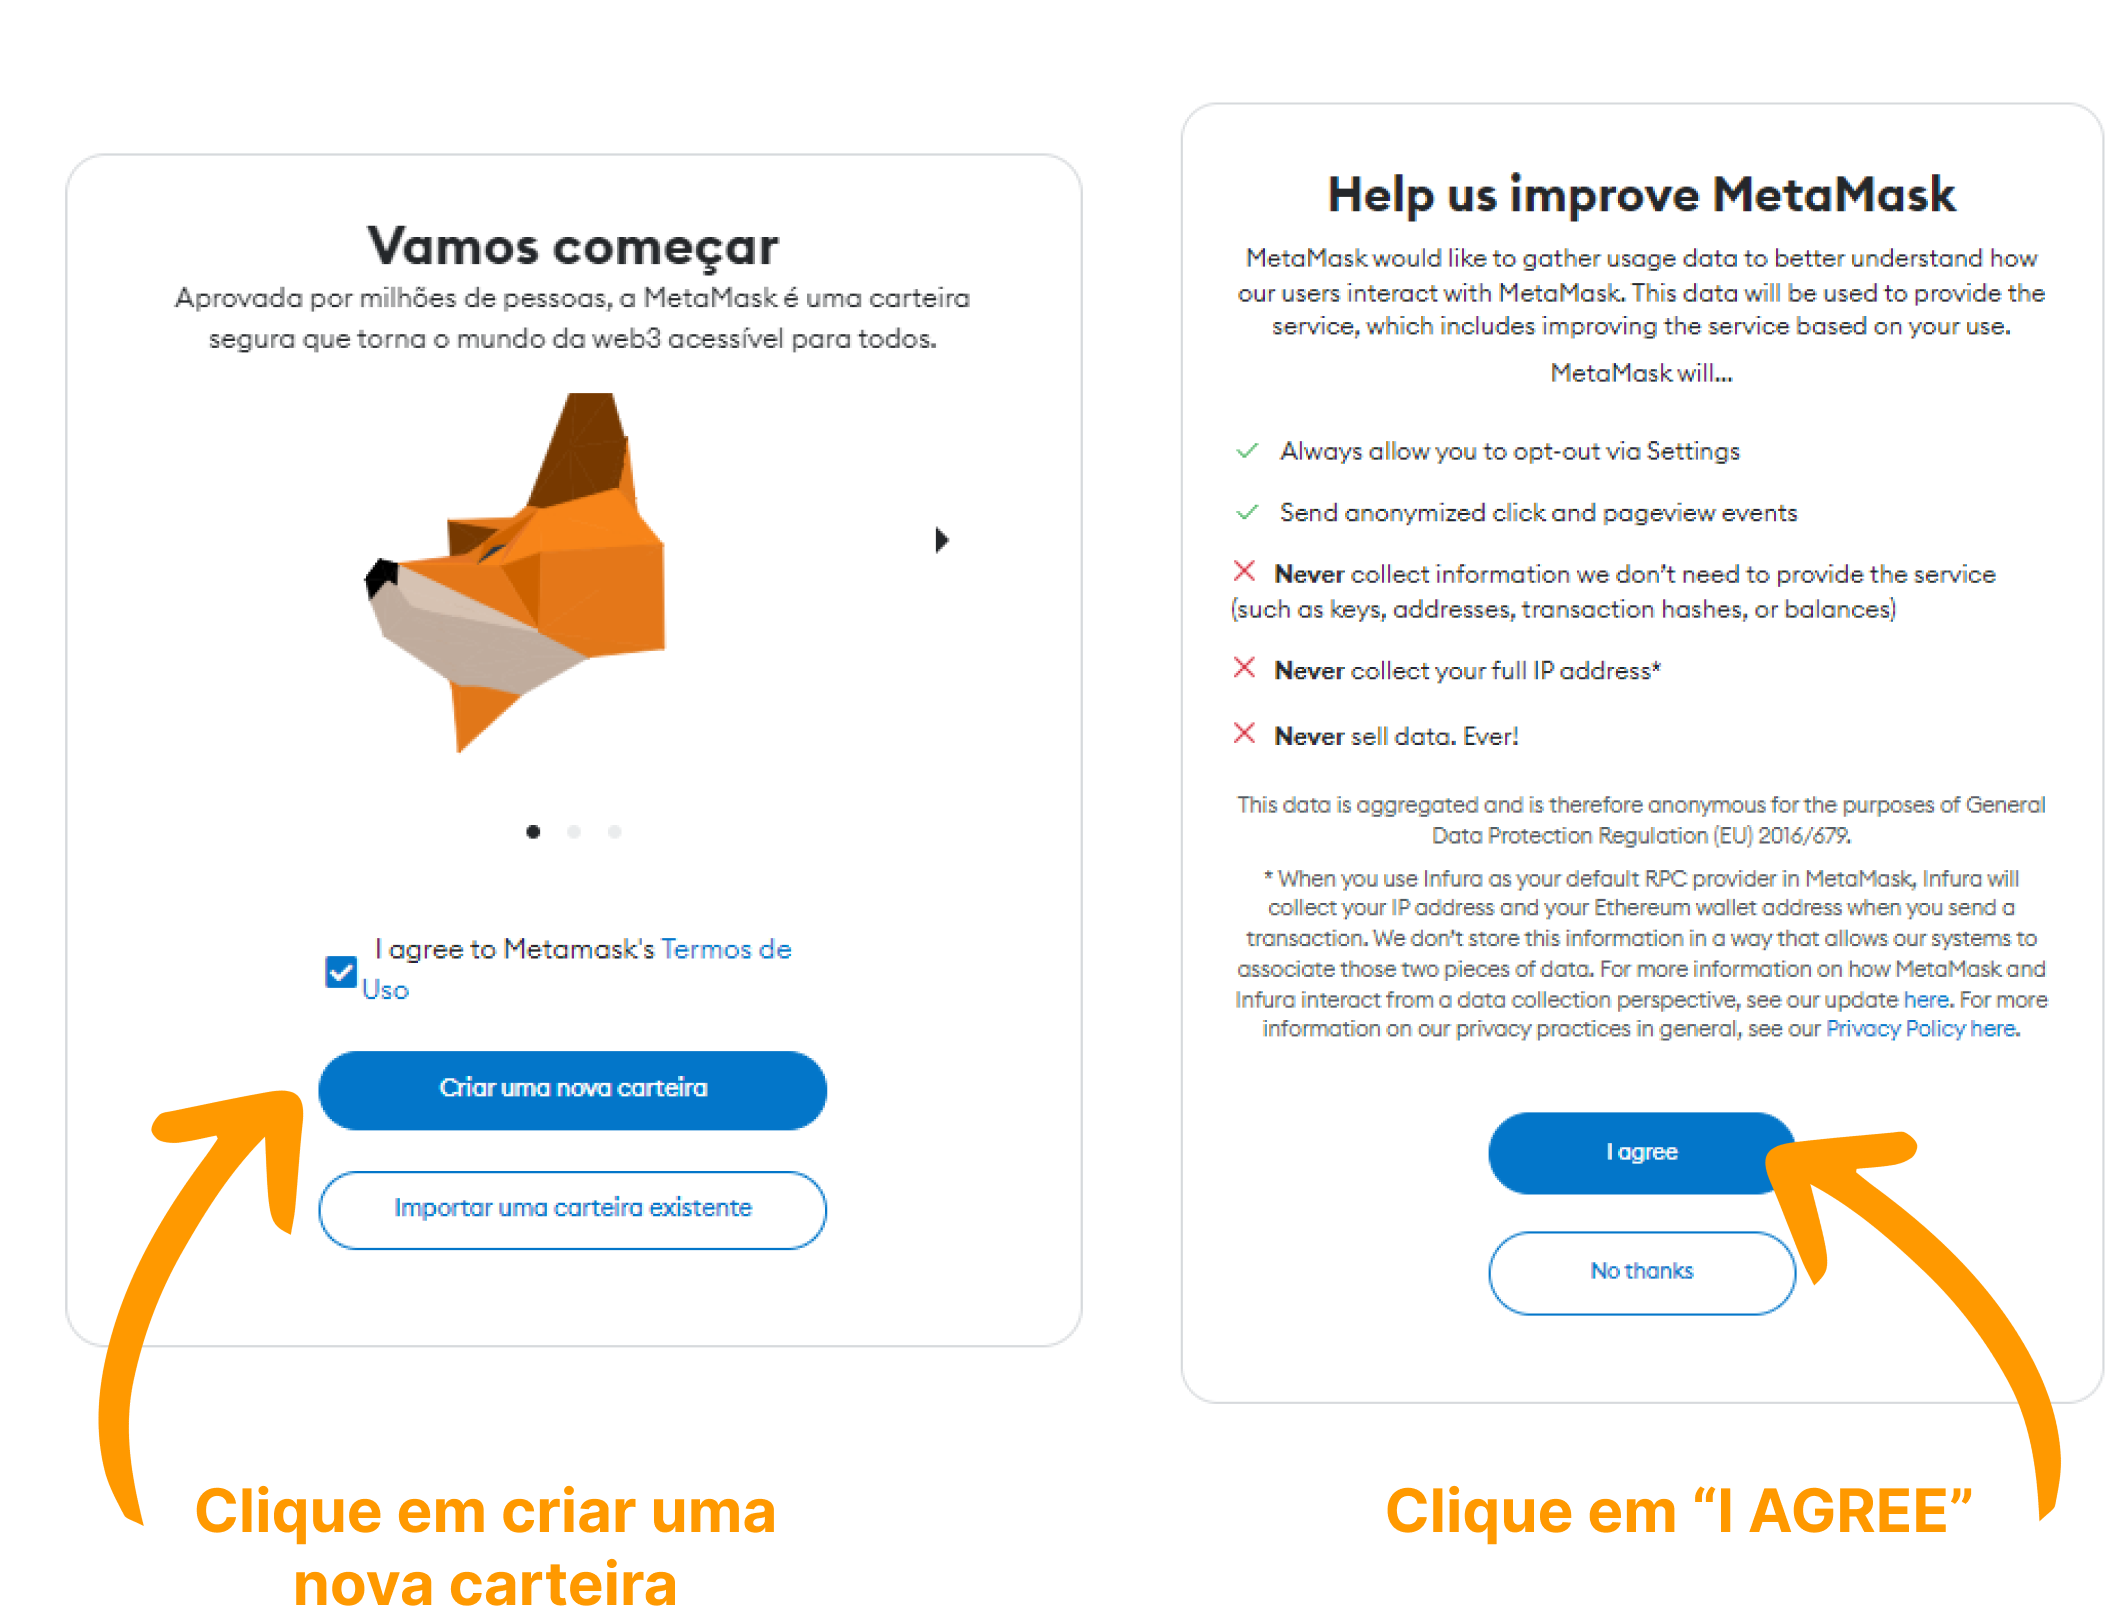 Vamos começar
Aprovada por milhões de pessoas, a MetaMask é uma carteira
segura que torna o mundo da web3 acessível para todos.
I agree to Metamask's Termos de
Uso
Criar uma nova carteira
Importar uma carteira existente
Clique em criar uma
nova carteira
Help us improve MetaMask
MetaMask would like to gather usage data to better understand how
our users interact with MetaMask. This data will be used to provide the
service, which includes improving the service based on your use.
MetaMask will...
Always allow you to opt-out via Settings
Send anonymized click and pageview events
Never collect information we don't need to provide the service
(such as keys, addresses, transaction hashes, or balances)
Never collect your full IP address*
Never sell data. Ever!
This data is aggregated and is therefore anonymous for the purposes of General
Data Protection Regulation (EU) 2016/679.
* When you use Infura as your default RPC provider in MetaMask, Infura will
collect your IP address and your Ethereum wallet address when you send a
transaction. We don't store this information in a way that allows our systems to
associate those two pieces of data. For more information on how MetaMask and
Infura interact from a data collection perspective, see our update here. For more
information on our privacy practices in general, see our Privacy Policy here.
I agree
No thanks
Clique em “I AGREE”